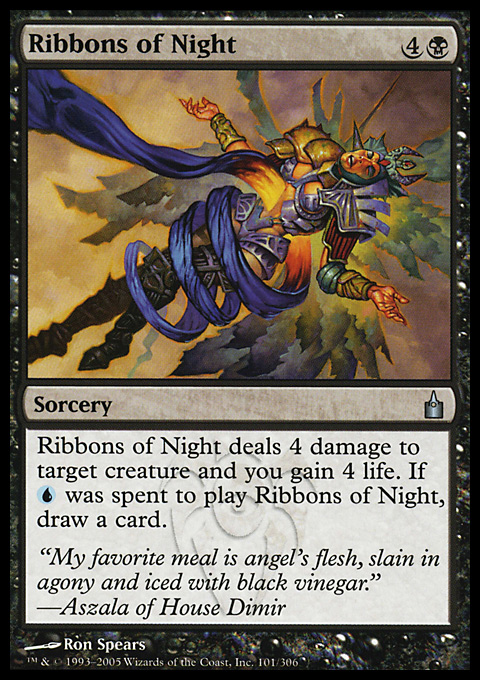 Ribbons of Night 4
Sorcery
Ribbons of Night deals 4 damage to
target creature and you gain 4 life. If
was spent to play Ribbons of Night,
draw a card.
“My favorite meal is angel’s flesh, slain in
agony and iced with black vinegar.”
—Aszala of House Dimir
Ron Spears
™ & © 1993–2005 Wizards of the Coast, Inc. 101/306